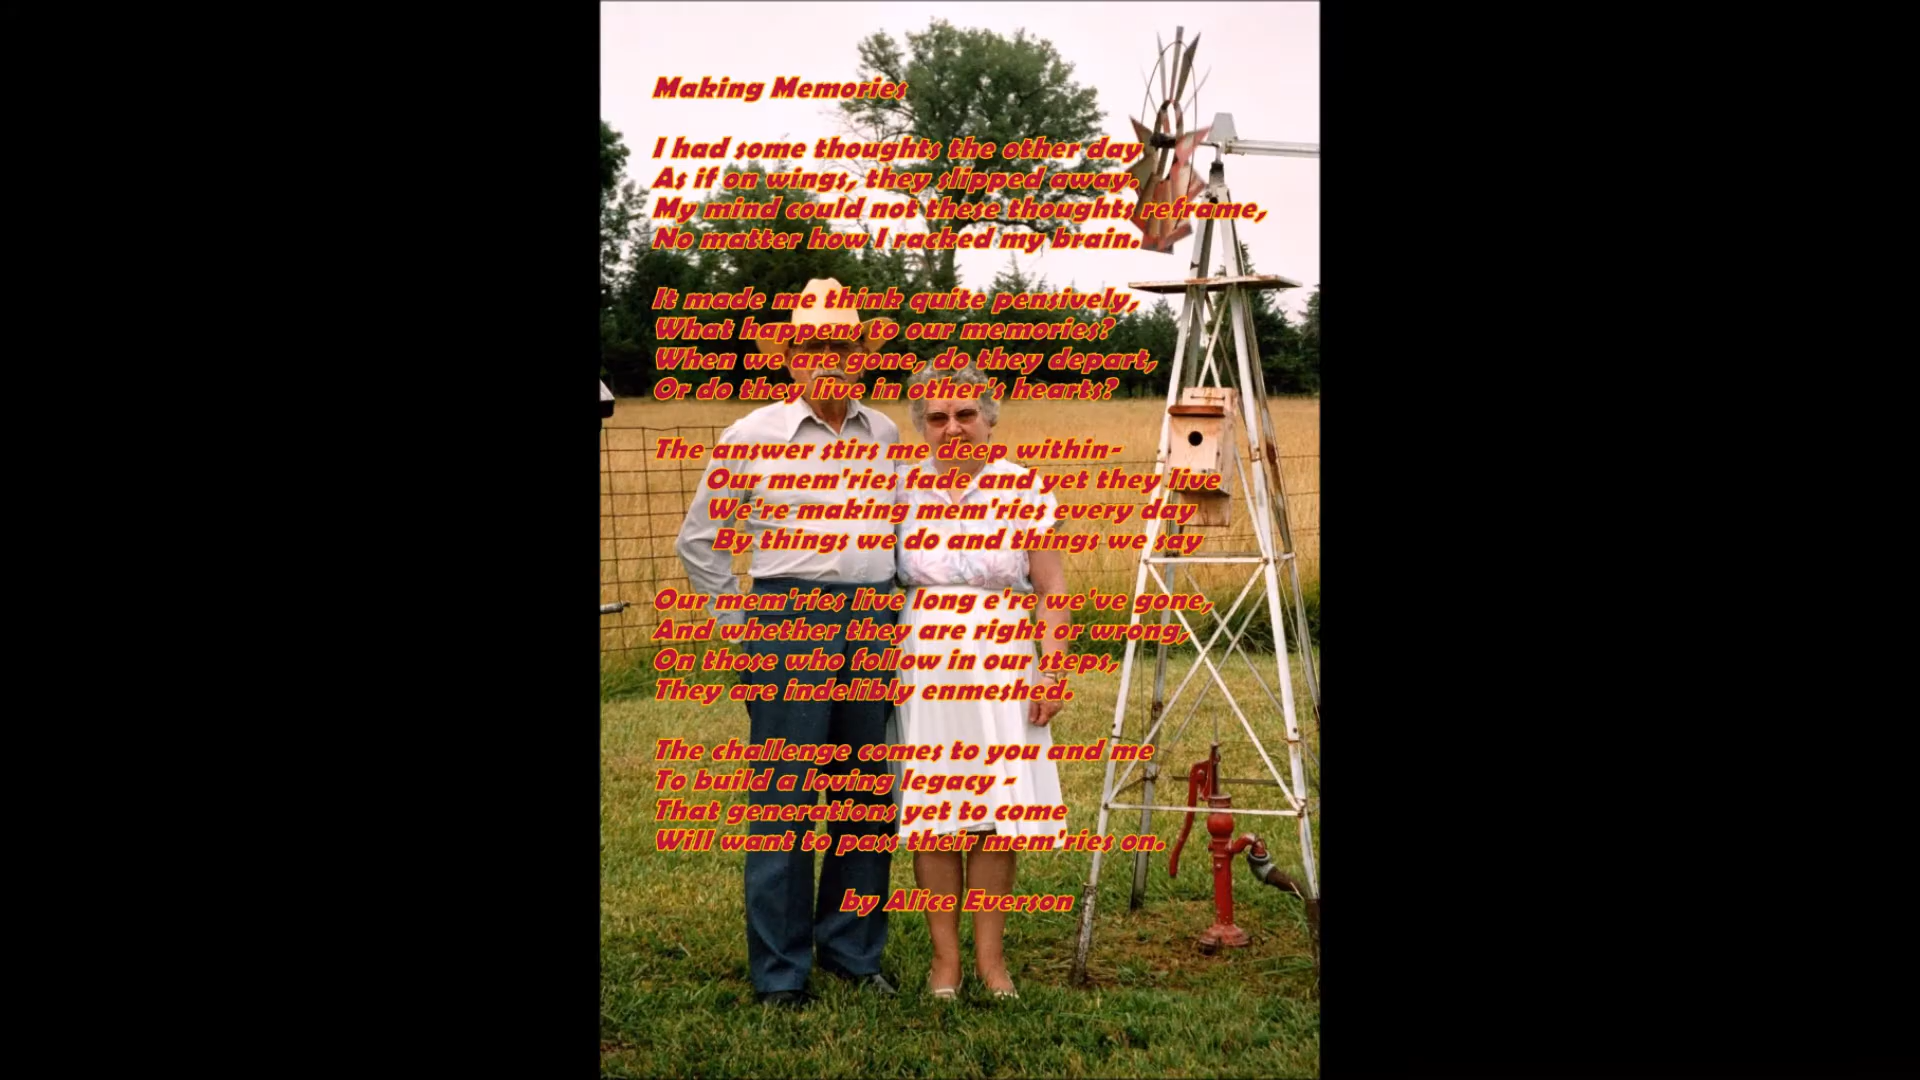 Making Memories
I had some thoughts the other day
As if on wings, they slipped away.
My mind could not these thoughts reframe,
No matter how I racked my brain.
It made me think quite pensively,
What happens to our memories?
When we are gone, do they depart,
Or do they live in other's hearts?
The answer stirs me deep within-
Our mem'ries fade and yet they live
We're making mem'ries every day
By things we do and things we say
Our mem'ries live long e're we've gone,
And whether they are right or wrong,
On those who follow in our steps,
They are indelibly enmeshed.
The challenge comes to you and me
To build a loving legacy -
That generations yet to come
Will want to pass their mem'ries on.
by Alice Everson